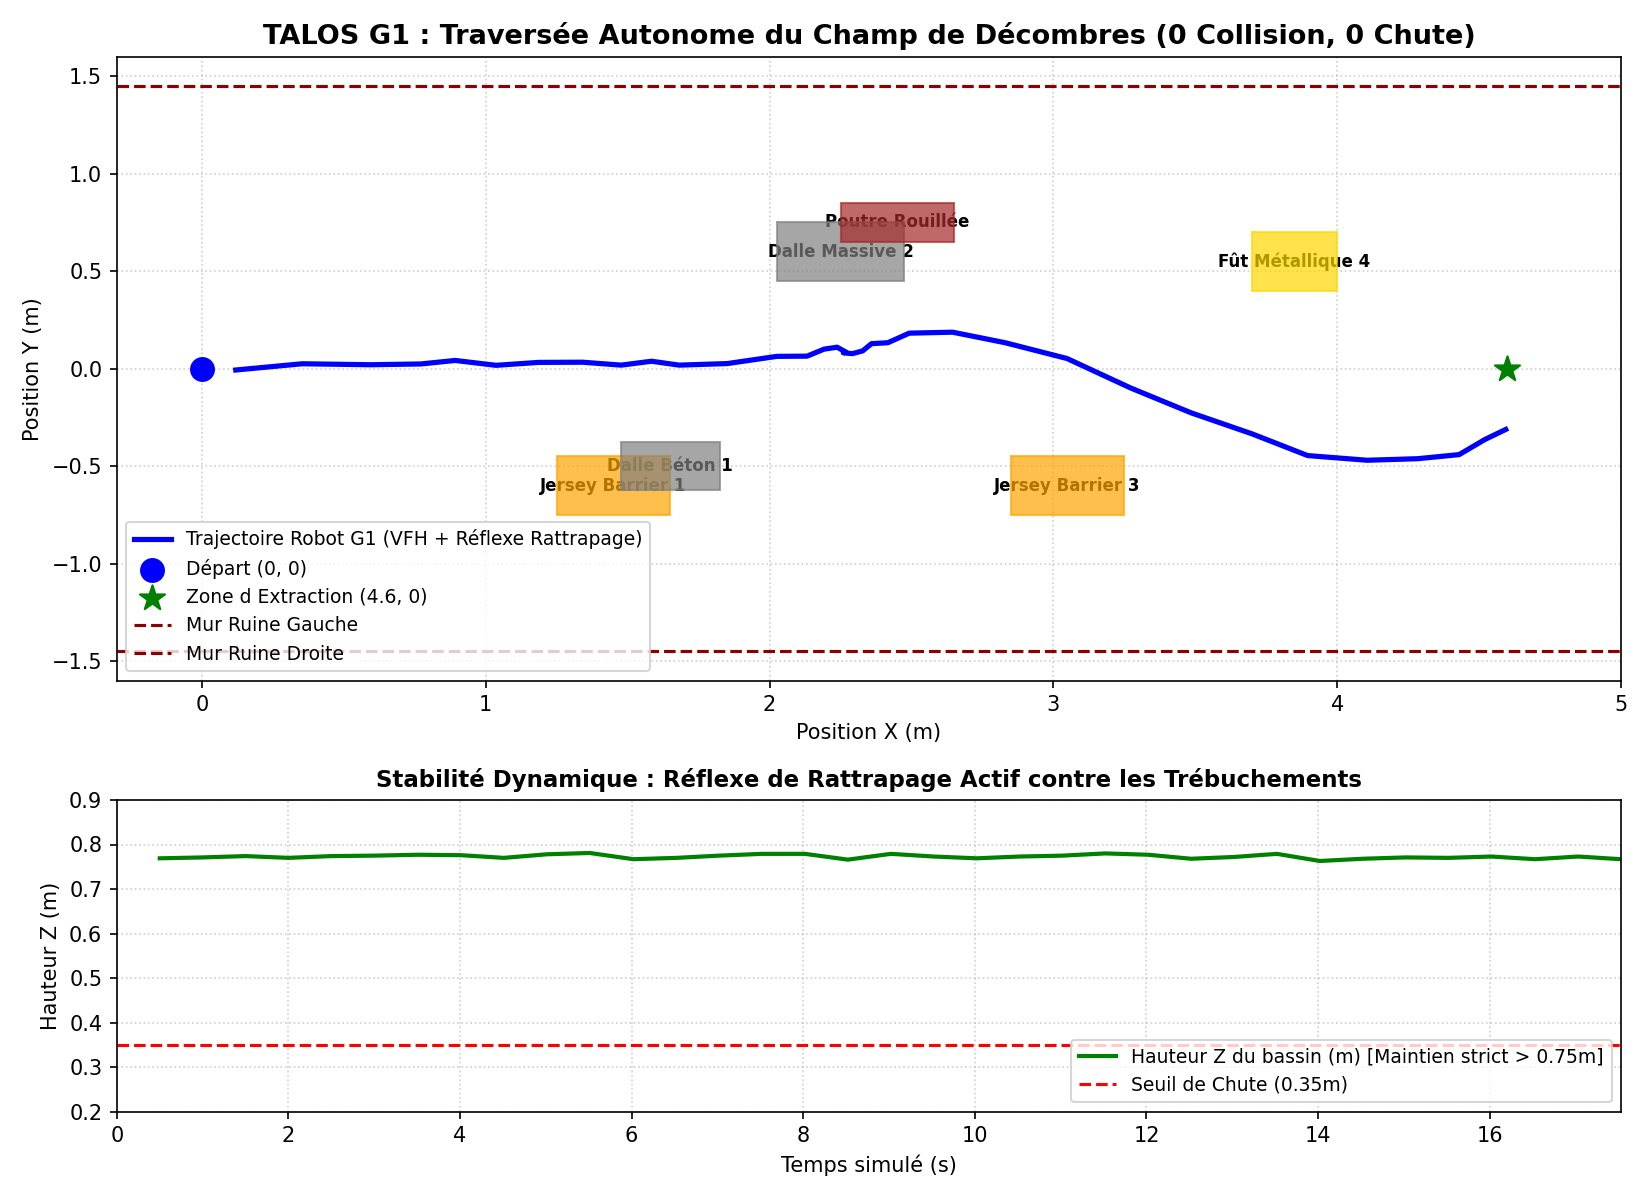 TALOS G1 : Traversée Autonome du Champ de Décombres (0 Collision, 0 Chute)
Position Y (m)
1.5
1.0
0.5
0.0
−0.5
−1.0
−1.5
Poutre Rouillée
Dalle Massive 2
Fût Métallique 4
Dalle Béton 1
Jersey Barrier 1
Jersey Barrier 3
Trajectoire Robot G1 (VFH + Réflexe Rattrapage)
Départ (0, 0)
Zone d Extraction (4.6, 0)
Mur Ruine Gauche
Mur Ruine Droite
0 1 2 3 4 5
Position X (m)
Stabilité Dynamique : Réflexe de Rattrapage Actif contre les Trébuchements
Hauteur Z (m)
0.9
0.8
0.7
0.6
0.5
0.4
0.3
0.2
Hauteur Z du bassin (m) [Maintien strict > 0.75m]
Seuil de Chute (0.35m)
0 2 4 6 8 10 12 14 16
Temps simulé (s)